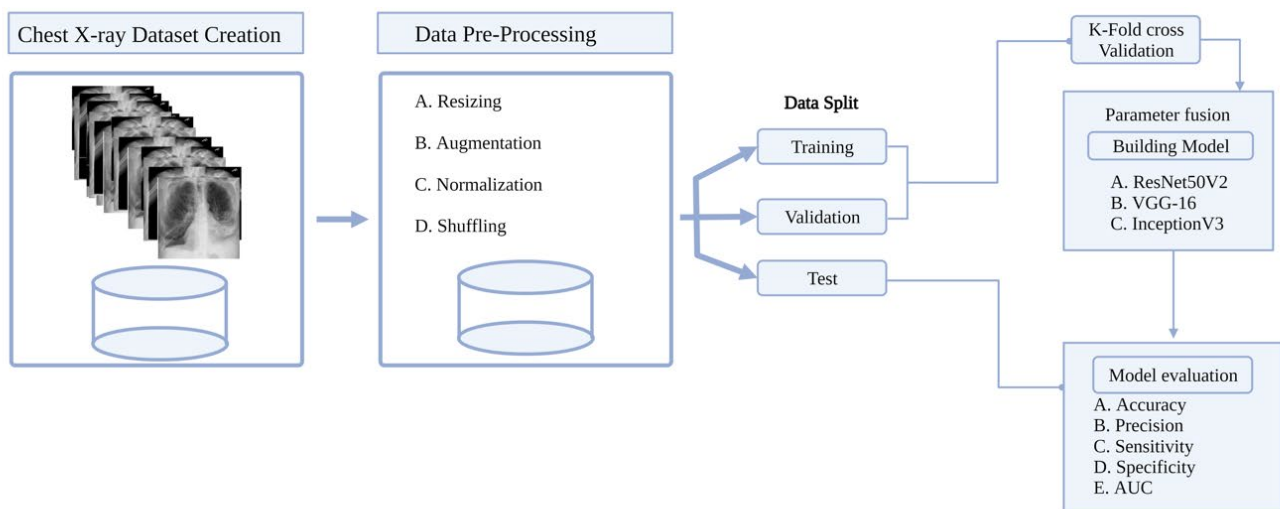 Chest X-ray Dataset Creation
Data Pre-Processing
A. Resizing
B. Augmentation
C. Normalization
D. Shuffling
Data Split
Training
Validation
Test
K-Fold cross
Validation
Parameter fusion
Building Model
A. ResNet50V2
B. VGG-16
C. InceptionV3
Model evaluation
A. Accuracy
B. Precision
C. Sensitivity
D. Specificity
E. AUC